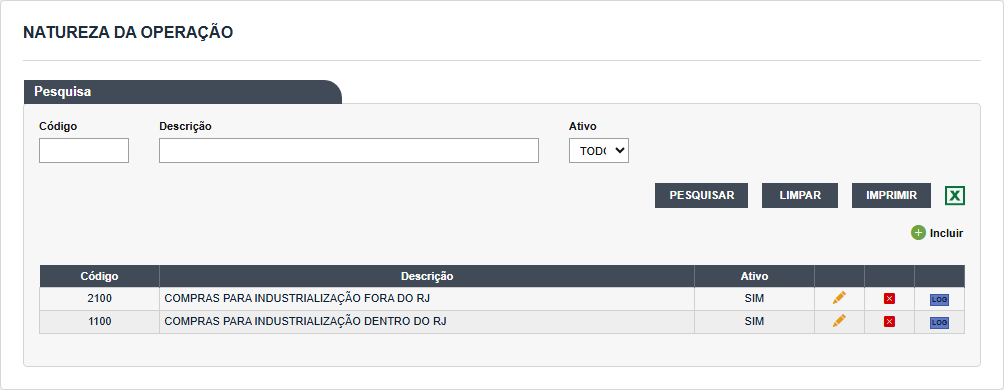 NATUREZA DA OPERAÇÃO
Pesquisa
Código Descrição Ativo
TODO
PESQUISAR LIMPAR IMPRIMIR X
Incluir
Código Descrição Ativo
2100 COMPRAS PARA INDUSTRIALIZAÇÃO FORA DO RJ SIM LOG
1100 COMPRAS PARA INDUSTRIALIZAÇÃO DENTRO DO RJ SIM LOG